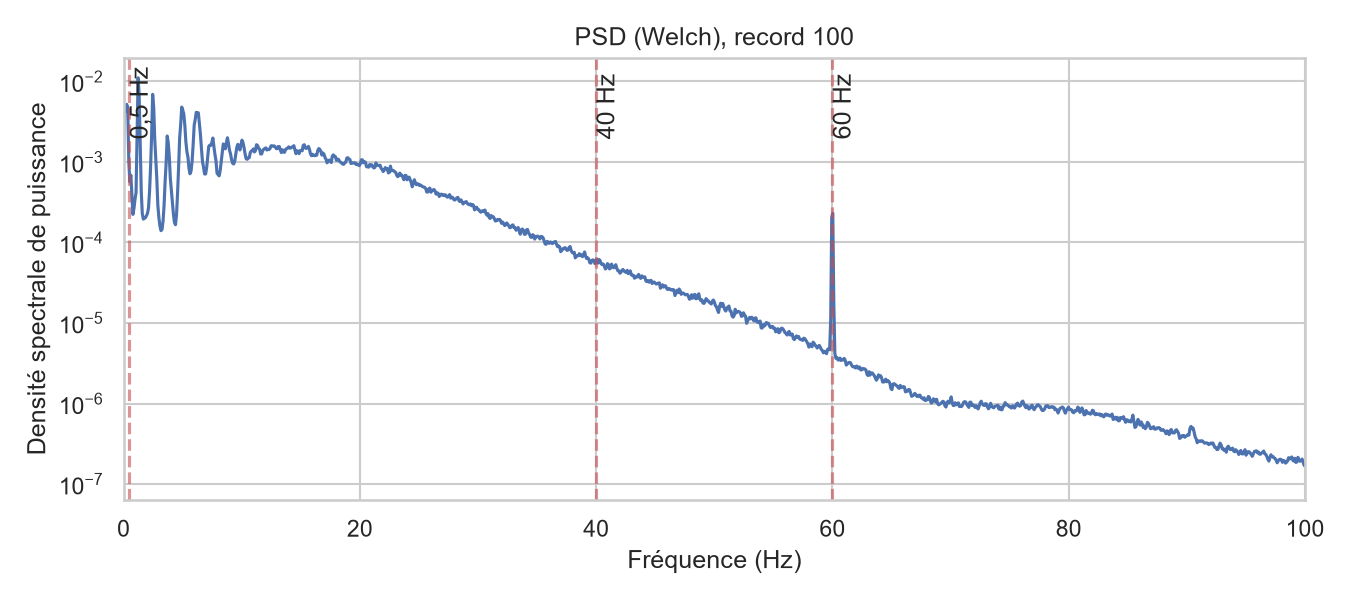 PSD (Welch), record 100
Densité spectrale de puissance
10⁻²
10⁻³
10⁻⁴
10⁻⁵
10⁻⁶
10⁻⁷
0,5 Hz
40 Hz
60 Hz
0 20 40 60 80 100
Fréquence (Hz)